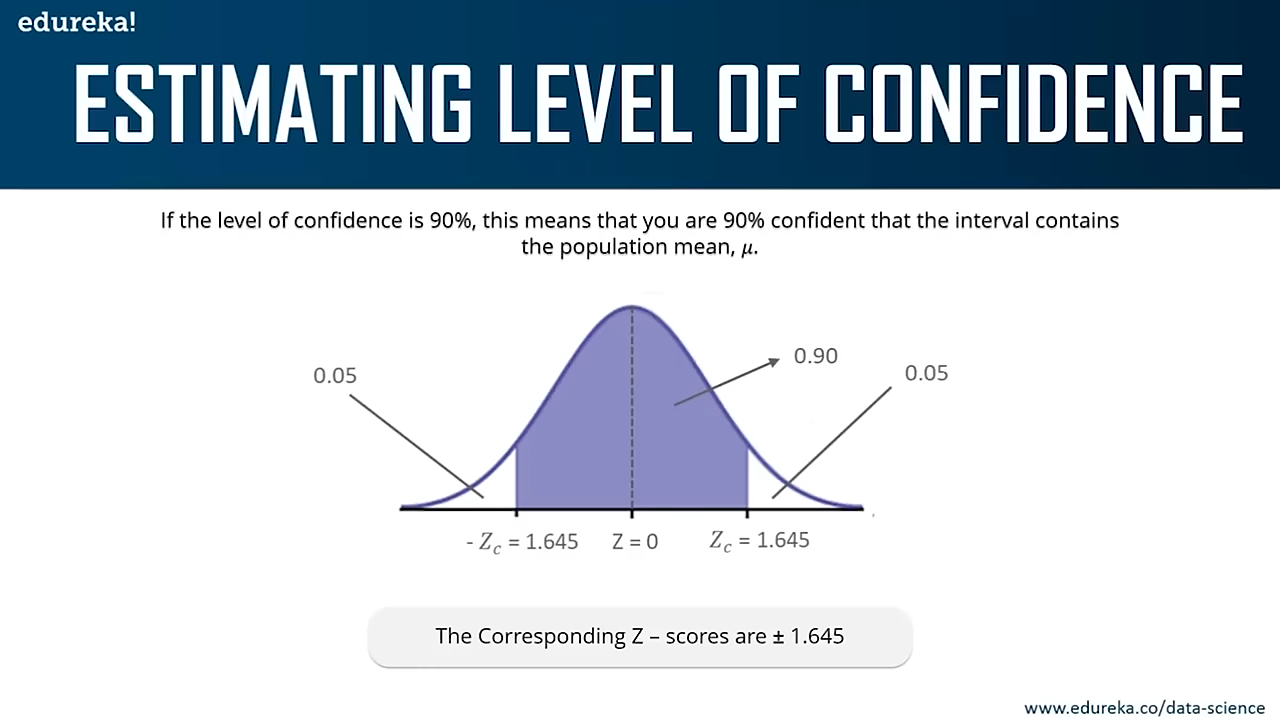 edureka!
ESTIMATING LEVEL OF CONFIDENCE
If the level of confidence is 90%, this means that you are 90% confident that the interval contains
the population mean, μ.
0.90
0.05
0.05
- Zc = 1.645
Z = 0
Zc = 1.645
The Corresponding Z – scores are ± 1.645
www.edureka.co/data-science